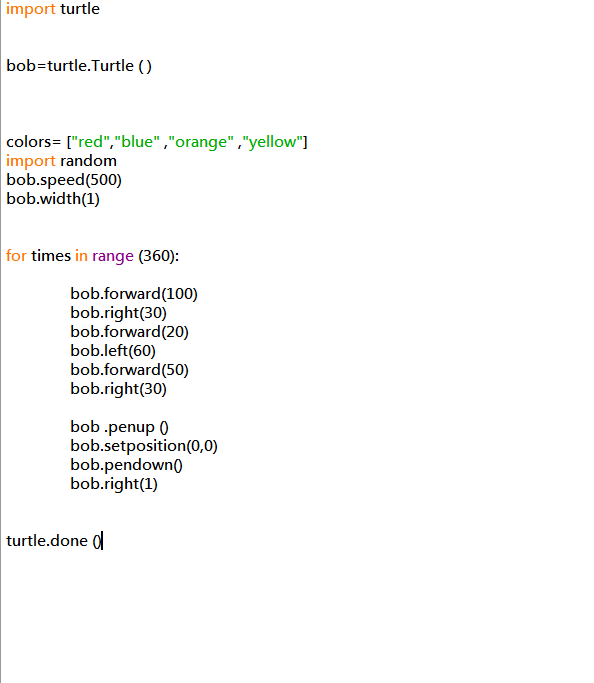 import turtle
bob=turtle.Turtle ( )
colors= ["red","blue" ,"orange" ,"yellow"]
import random
bob.speed(500)
bob.width(1)
for times in range (360):
bob.forward(100)
bob.right(30)
bob.forward(20)
bob.left(60)
bob.forward(50)
bob.right(30)
bob .penup ()
bob.setposition(0,0)
bob.pendown()
bob.right(1)
turtle.done ()